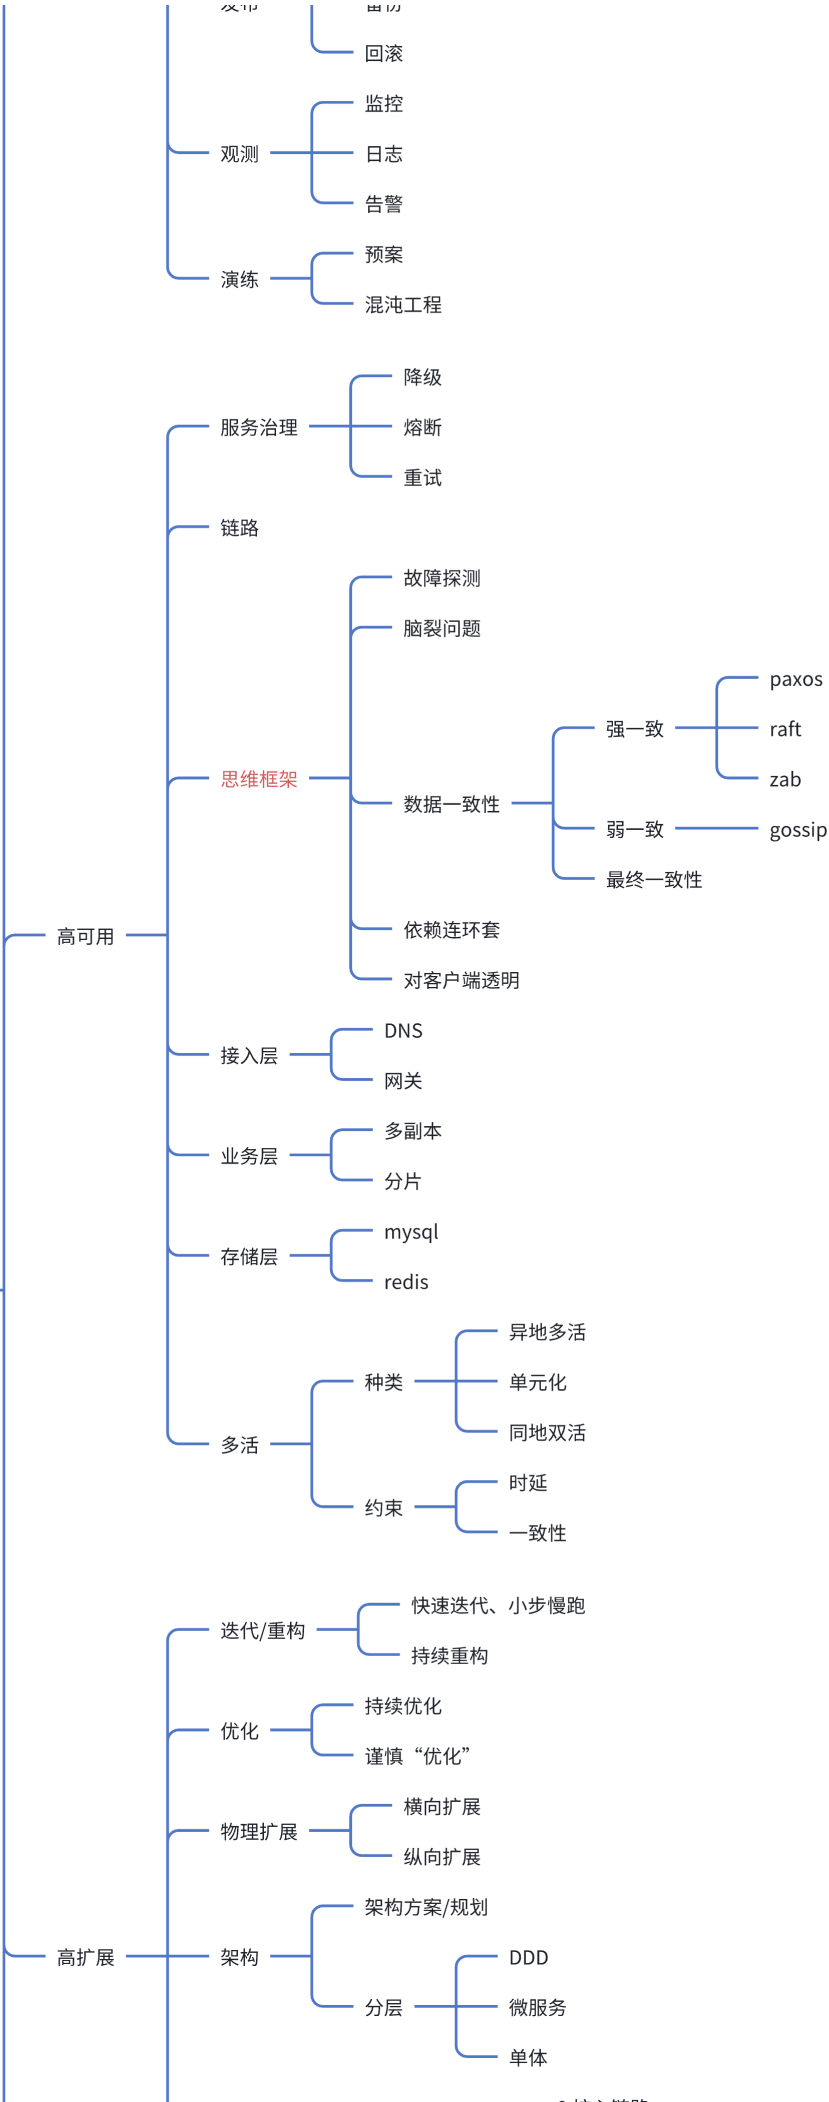 回滚
监控
观测
日志
告警
预案
演练
混沌工程
降级
服务治理
熔断
重试
链路
故障探测
脑裂问题
paxos
强一致
raft
思维框架
zab
数据一致性
弱一致
gossip
最终一致性
依赖连环套
高可用
对客户端透明
DNS
接入层
网关
多副本
业务层
分片
mysql
存储层
redis
异地多活
种类
单元化
同地双活
多活
时延
约束
一致性
快速迭代、小步慢跑
迭代/重构
持续重构
持续优化
优化
谨慎“优化”
横向扩展
物理扩展
纵向扩展
架构方案/规划
高扩展
架构
DDD
分层
微服务
单体